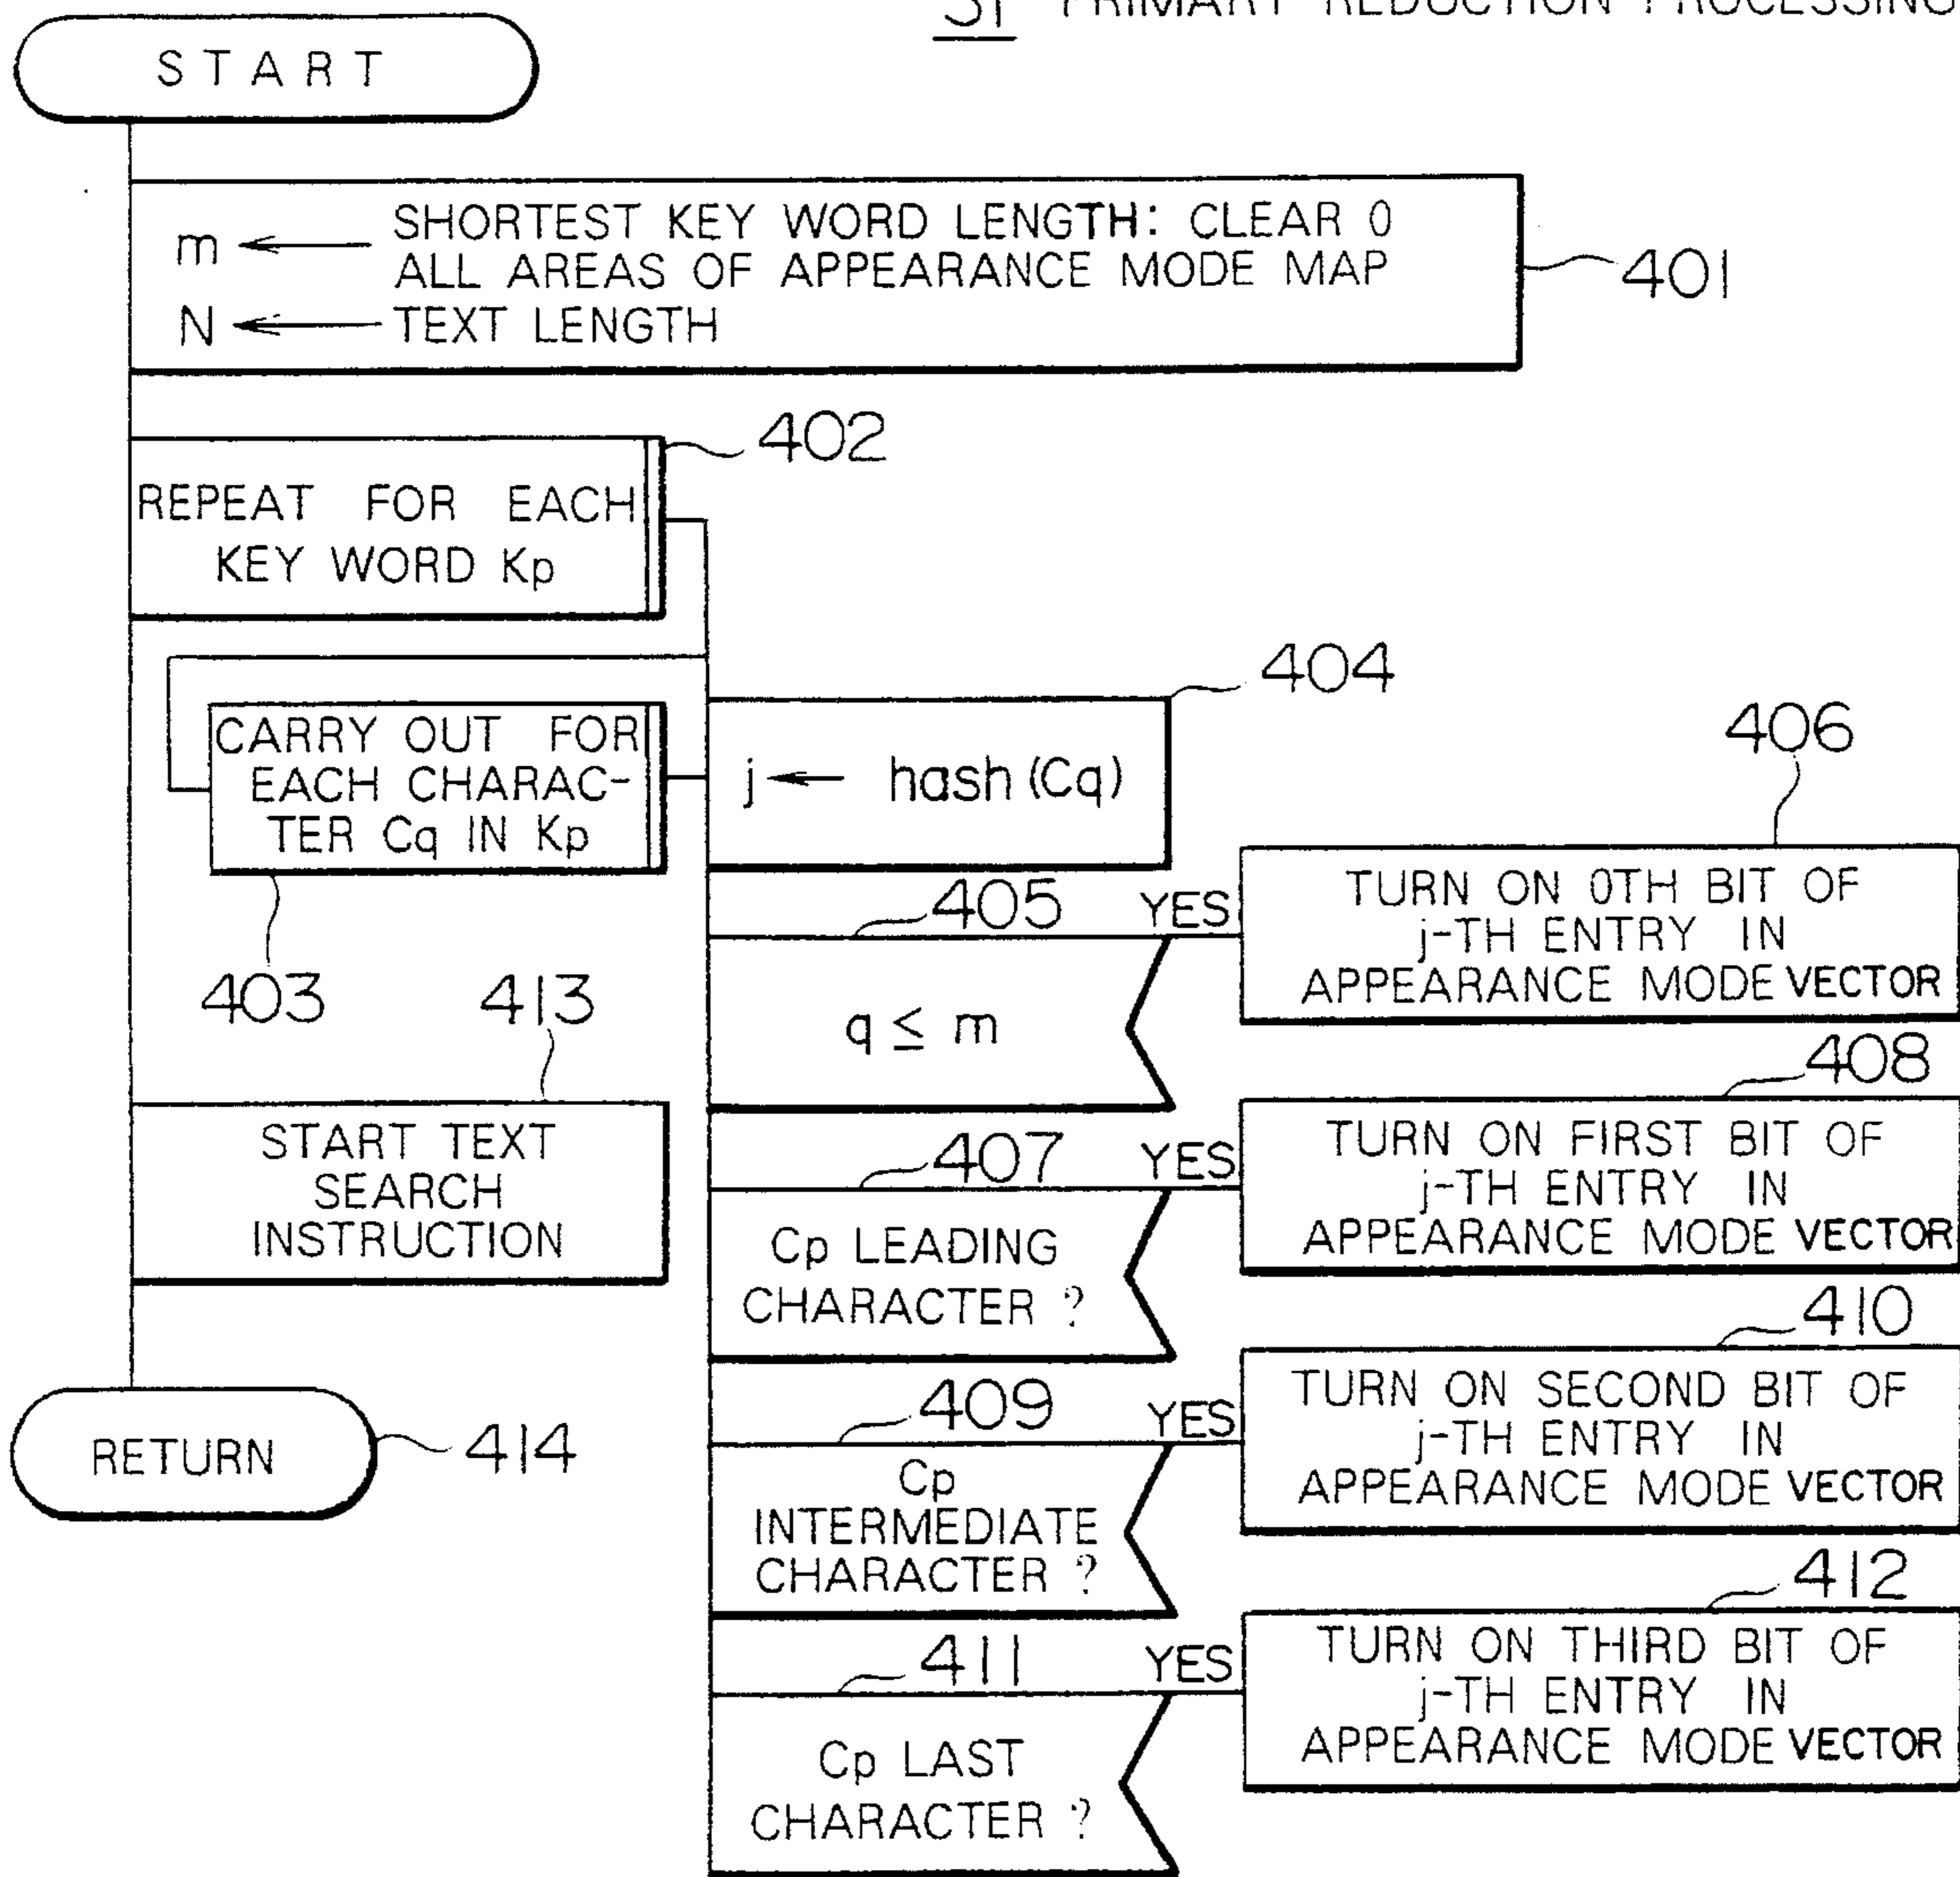 31 PRIMARY REDUCTION PROCESSING
START
m ← SHORTEST KEY WORD LENGTH: CLEAR 0
ALL AREAS OF APPEARANCE MODE MAP
N ← TEXT LENGTH
401
402
REPEAT FOR EACH
KEY WORD Kp
CARRY OUT FOR
EACH CHARAC-
TER Cq IN Kp
403
404
j ← hash (Cq)
405
YES
q ≤ m
406
TURN ON 0TH BIT OF
j-TH ENTRY IN
APPEARANCE MODE VECTOR
407
YES
Cp LEADING
CHARACTER ?
408
TURN ON FIRST BIT OF
j-TH ENTRY IN
APPEARANCE MODE VECTOR
409
YES
Cp
INTERMEDIATE
CHARACTER ?
410
TURN ON SECOND BIT OF
j-TH ENTRY IN
APPEARANCE MODE VECTOR
411
YES
Cp LAST
CHARACTER ?
412
TURN ON THIRD BIT OF
j-TH ENTRY IN
APPEARANCE MODE VECTOR
413
START TEXT
SEARCH
INSTRUCTION
RETURN
414